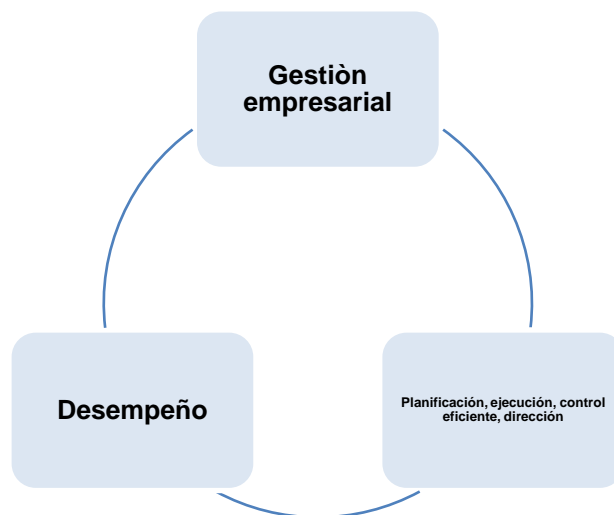 Gestiòn
empresarial
Desempeño
Planificación, ejecución, control
eficiente, dirección